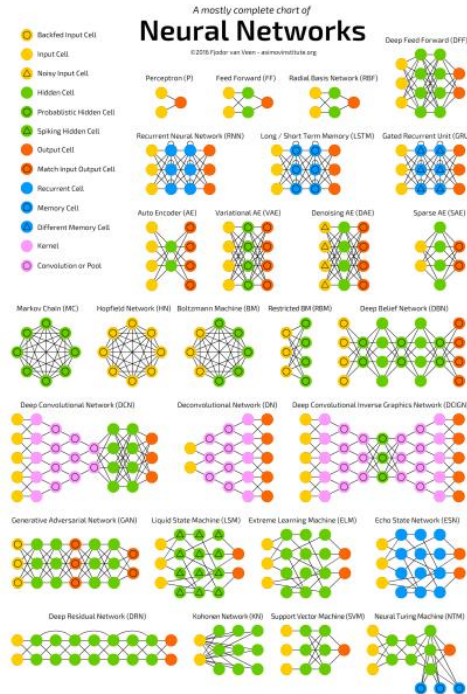 A mostly complete chart of
Neural Networks
©2016 Fjodor van Veen - asimovinstitute.org
Backfed Input Cell
Input Cell
Noisy Input Cell
Hidden Cell
Probablistic Hidden Cell
Spiking Hidden Cell
Output Cell
Match Input Output Cell
Recurrent Cell
Memory Cell
Different Memory Cell
Kernel
Convolution or Pool
Deep Feed Forward (DFF)
Perceptron (P)
Feed Forward (FF)
Radial Basis Network (RBF)
Recurrent Neural Network (RNN)
Long / Short Term Memory (LSTM)
Gated Recurrent Unit (GRU)
Auto Encoder (AE)
Variational AE (VAE)
Denoising AE (DAE)
Sparse AE (SAE)
Markov Chain (MC)
Hopfield Network (HN)
Boltzmann Machine (BM)
Restricted BM (RBM)
Deep Belief Network (DBN)
Deep Convolutional Network (DCN)
Deconvolutional Network (DN)
Deep Convolutional Inverse Graphics Network (DCIGN)
Generative Adversarial Network (GAN)
Liquid State Machine (LSM)
Extreme Learning Machine (ELM)
Echo State Network (ESN)
Deep Residual Network (DRN)
Kohonen Network (KN)
Support Vector Machine (SVM)
Neural Turing Machine (NTM)